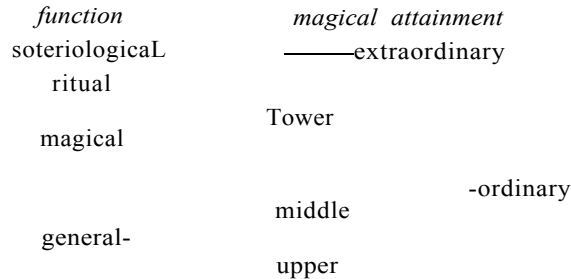 function magical attainment
soteriologicaL extraordinary
ritual
Tower
magical
-ordinary
middle
general-
upper